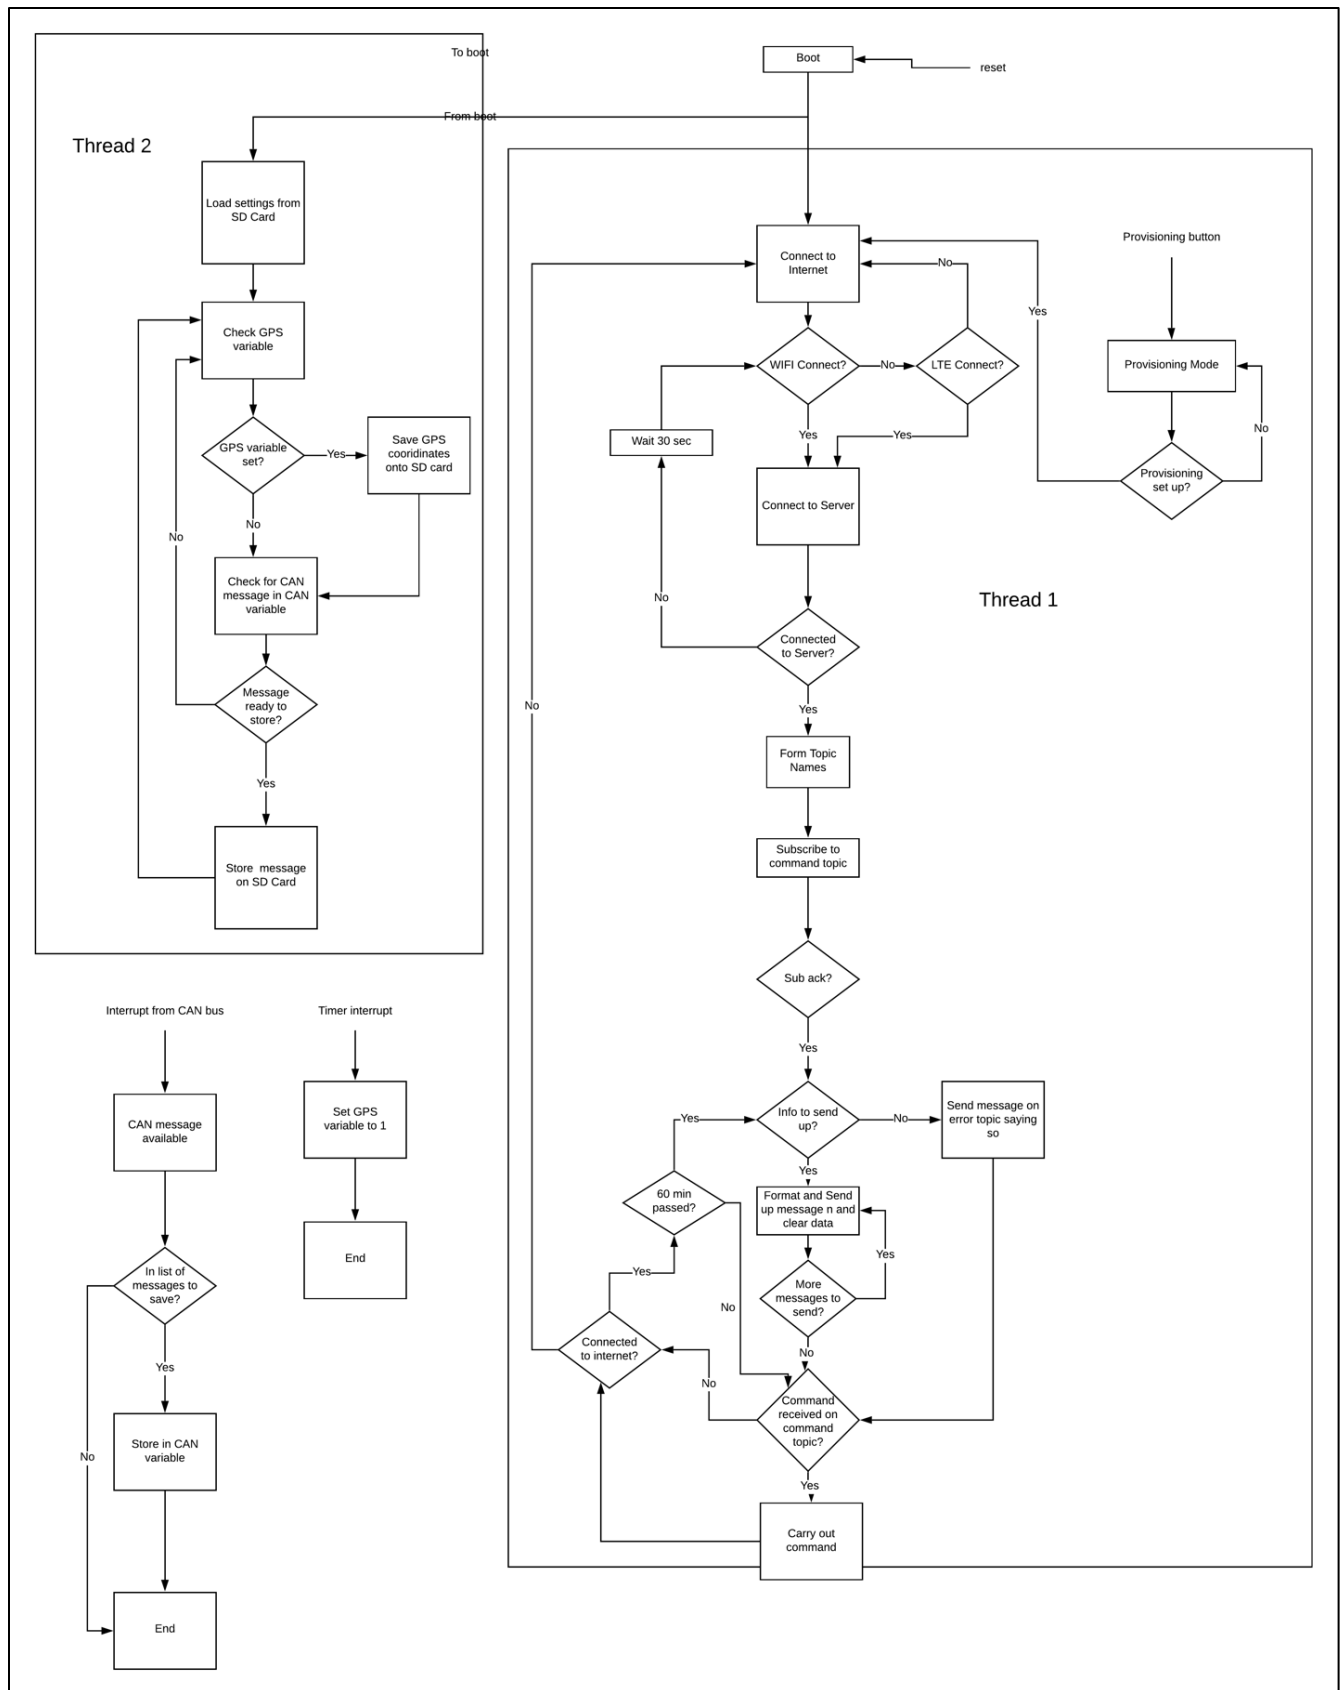 To boot
Boot
reset
From boot
Thread 2
Load settings from
SD Card
Check GPS
variable
GPS variable
set?
Yes
Save GPS
cooridinates
onto SD card
No
No
Check for CAN
message in CAN
variable
Message
ready to
store?
Yes
Store message
on SD Card
Connect to
Internet
No
Provisioning button
Yes
Provisioning Mode
WIFI Connect?
No
LTE Connect?
Wait 30 sec
Yes
Yes
No
Provisioning
set up?
Connect to Server
No
Thread 1
Connected
to Server?
No
Yes
Form Topic
Names
Subscribe to
command topic
Sub ack?
Yes
Info to send
up?
Yes
No
Send message on
error topic saying
so
Yes
60 min
passed?
Format and Send
up message n and
clear data
Yes
Yes
More
messages to
send?
No
Connected
to internet?
No
No
Command
received on
command
topic?
Yes
Carry out
command
Interrupt from CAN bus
CAN message
available
In list of
messages to
save?
Yes
No
Store in CAN
variable
End
Timer interrupt
Set GPS
variable to 1
End